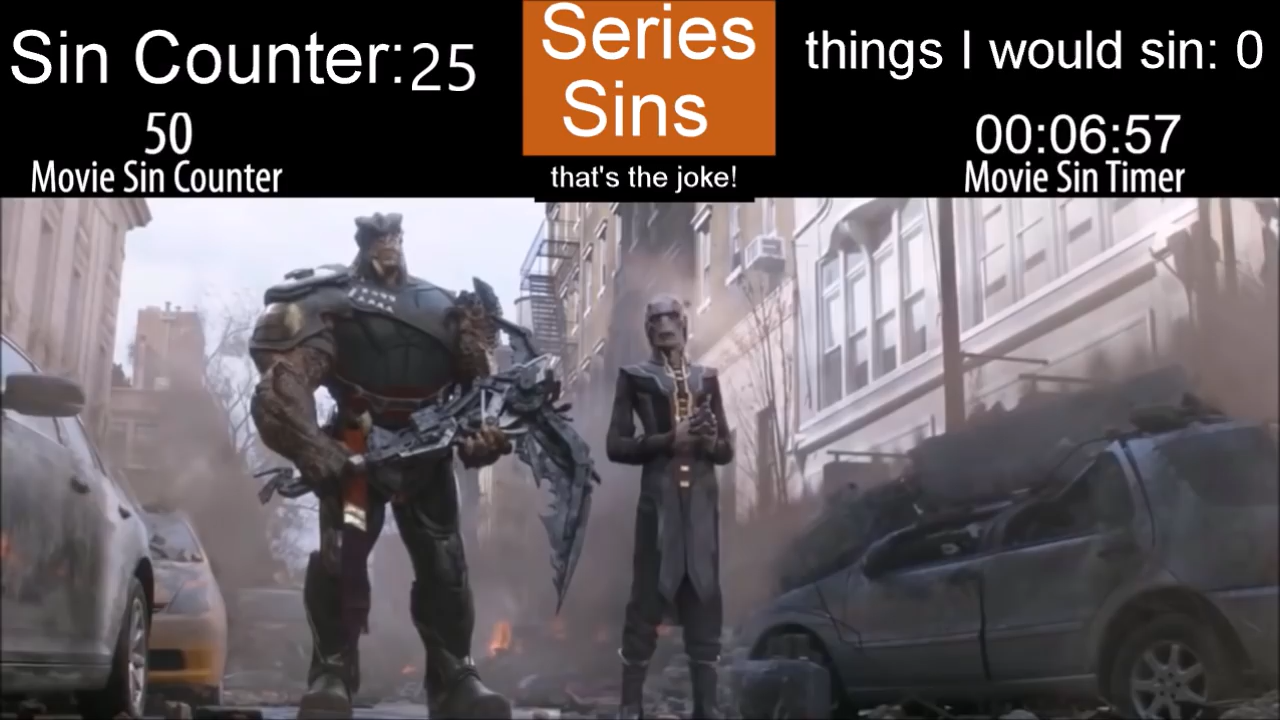 Sin Counter:25
50
Movie Sin Counter
Series
Sins
that's the joke!
things I would sin: 0
00:06:57
Movie Sin Timer